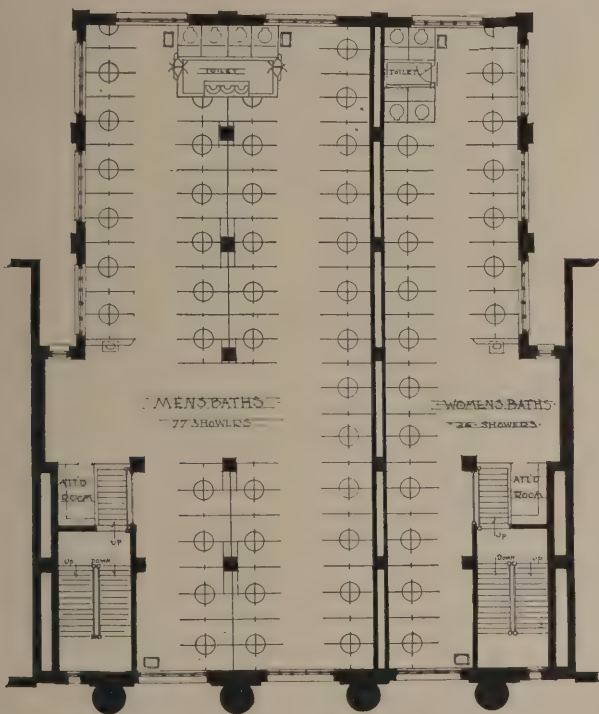 TOILET
TOILET
MENS BATHS
77 SHOWERS
WOMENS BATHS
26 SHOWERS
ATT'D
ROOM
ATT'D
ROOM
UP
UP
UP
DOWN
DOWN
UP